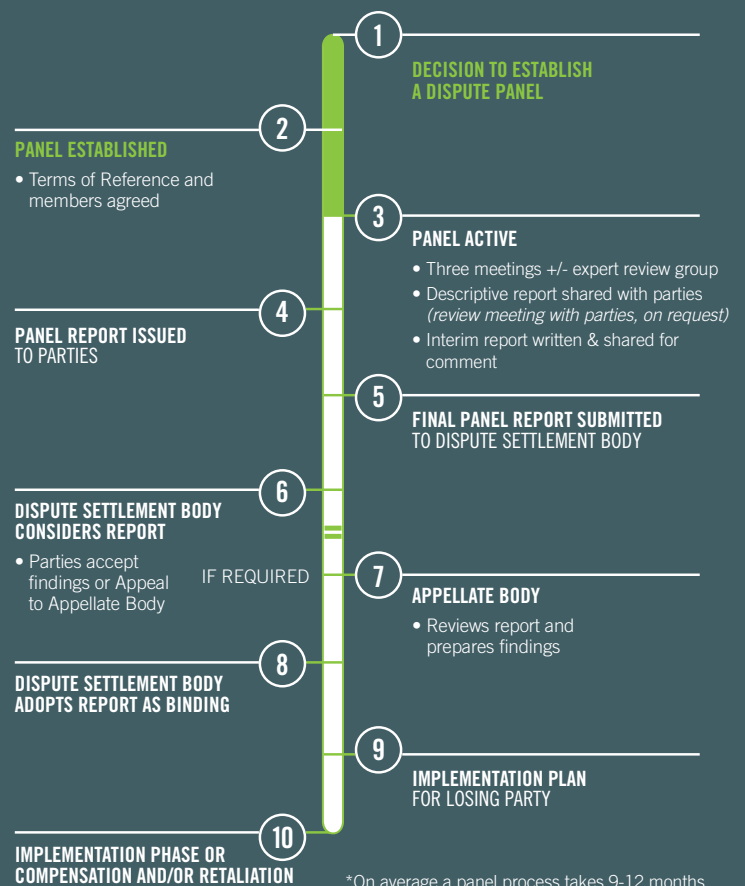 1
DECISION TO ESTABLISH
A DISPUTE PANEL
2
PANEL ESTABLISHED
• Terms of Reference and
members agreed
3
PANEL ACTIVE
• Three meetings +/- expert review group
• Descriptive report shared with parties
(review meeting with parties, on request)
• Interim report written & shared for
comment
4
PANEL REPORT ISSUED
TO PARTIES
5
FINAL PANEL REPORT SUBMITTED
TO DISPUTE SETTLEMENT BODY
6
DISPUTE SETTLEMENT BODY
CONSIDERS REPORT
• Parties accept
findings or Appeal
to Appellate Body
IF REQUIRED
7
APPELLATE BODY
• Reviews report and
prepares findings
8
DISPUTE SETTLEMENT BODY
ADOPTS REPORT AS BINDING
9
IMPLEMENTATION PLAN
FOR LOSING PARTY
10
IMPLEMENTATION PHASE OR
COMPENSATION AND/OR RETALIATION
*On average a panel process takes 9-12 months